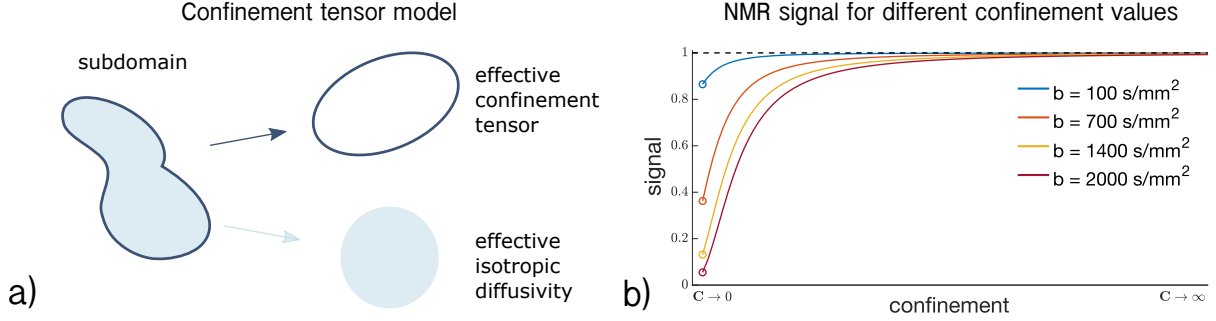 Confinement tensor model
subdomain
effective
confinement
tensor
effective
isotropic
diffusivity
a)
NMR signal for different confinement values
1
0.8
0.6
0.4
0.2
0
signal
b = 100 s/mm²
b = 700 s/mm²
b = 1400 s/mm²
b = 2000 s/mm²
C → 0
confinement
C → ∞
b)